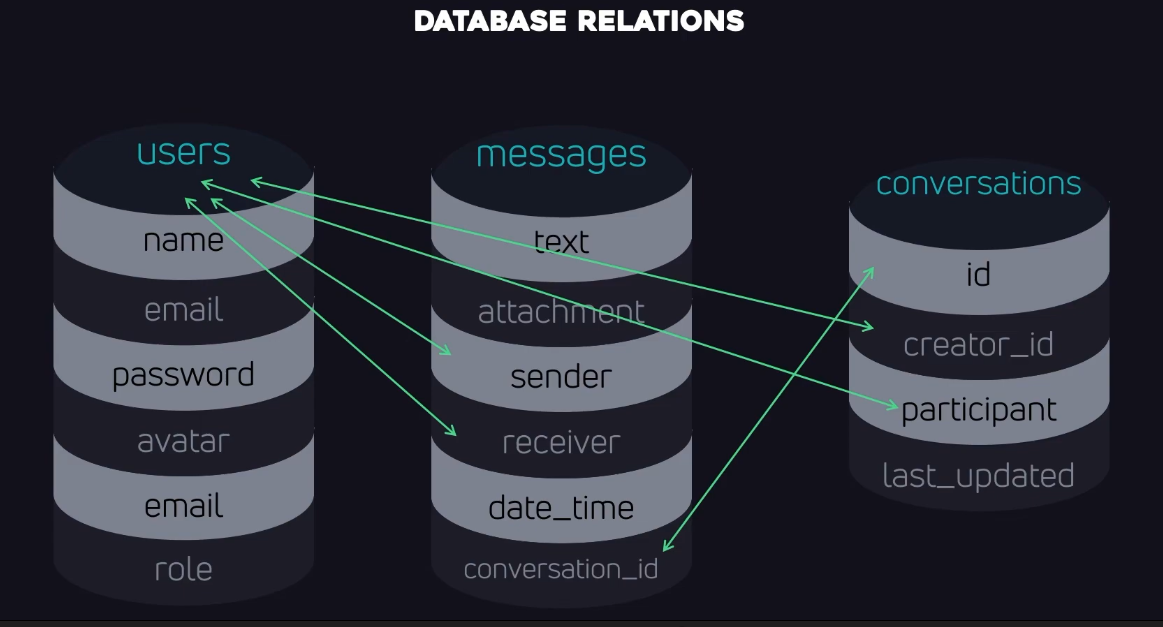 DATABASE RELATIONS
users
name
email
password
avatar
email
role
messages
text
attachment
sender
receiver
date_time
conversation_id
conversations
id
creator_id
participant
last_updated